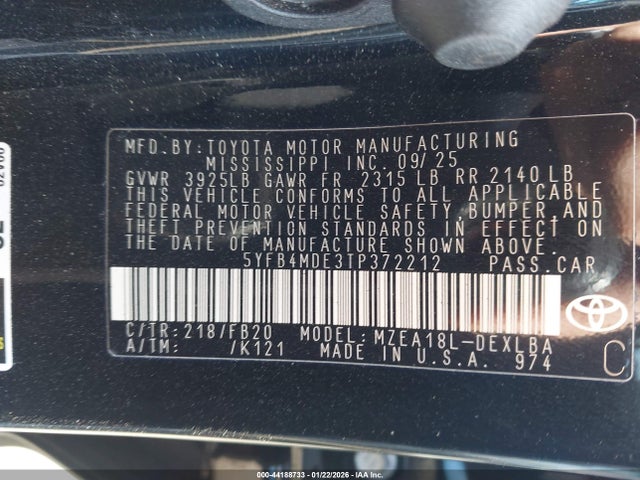 MFD.BY:TOYOTA MOTOR MANUFACTURING
MISSISSIPPI INC. 09/25
GVWR 3925LB GAWR FR 2315 LB RR 2140 LB
THIS VEHICLE CONFORMS TO ALL APPLICABLE
FEDERAL MOTOR VEHICLE SAFETY, BUMPER, AND
THEFT PREVENTION STANDARDS IN EFFECT ON
THE DATE OF MANUFACTURE SHOWN ABOVE.
5YFB4MDE3TP372212 PASS.CAR
C/TR:218/FB20 MODEL:MZEA18L-DEXLBA
A/TM: /K121 MADE IN U.S.A. 974
C
000-44188733 - 01/22/2026 - IAAI.COM